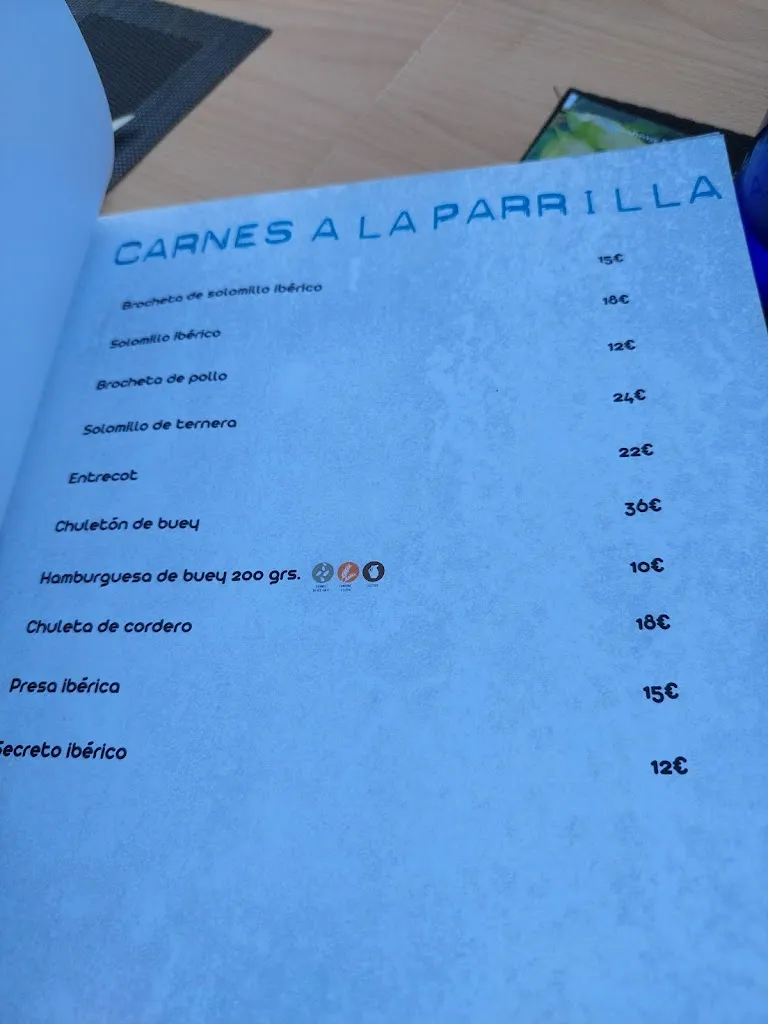 CARNES A LA PARRILLA
Brocheta de solomillo ibérico 15€
Solomillo ibérico 18€
Brocheta de pollo 12€
Solomillo de ternera 24€
Entrecot 22€
Chuletón de buey 36€
Hamburguesa de buey 200 grs. 10€
Chuleta de cordero 18€
Presa ibérica 15€
Secreto ibérico 12€